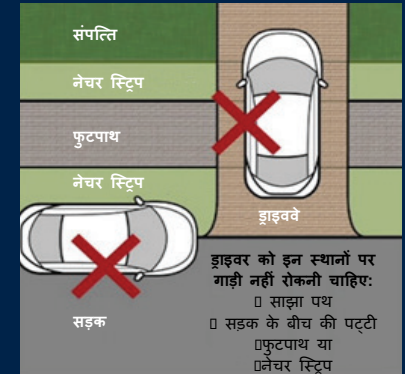 संपत्ति
नेचर स्ट्रिप
फुटपाथ
नेचर स्ट्रिप
ड्राइववे
सड़क
ड्राइवर को इन स्थानों पर
गाड़ी नहीं रोकनी चाहिए:
▯ साझा पथ
▯ सड़क के बीच की पट्टी
▯फुटपाथ या
▯नेचर स्ट्रिप